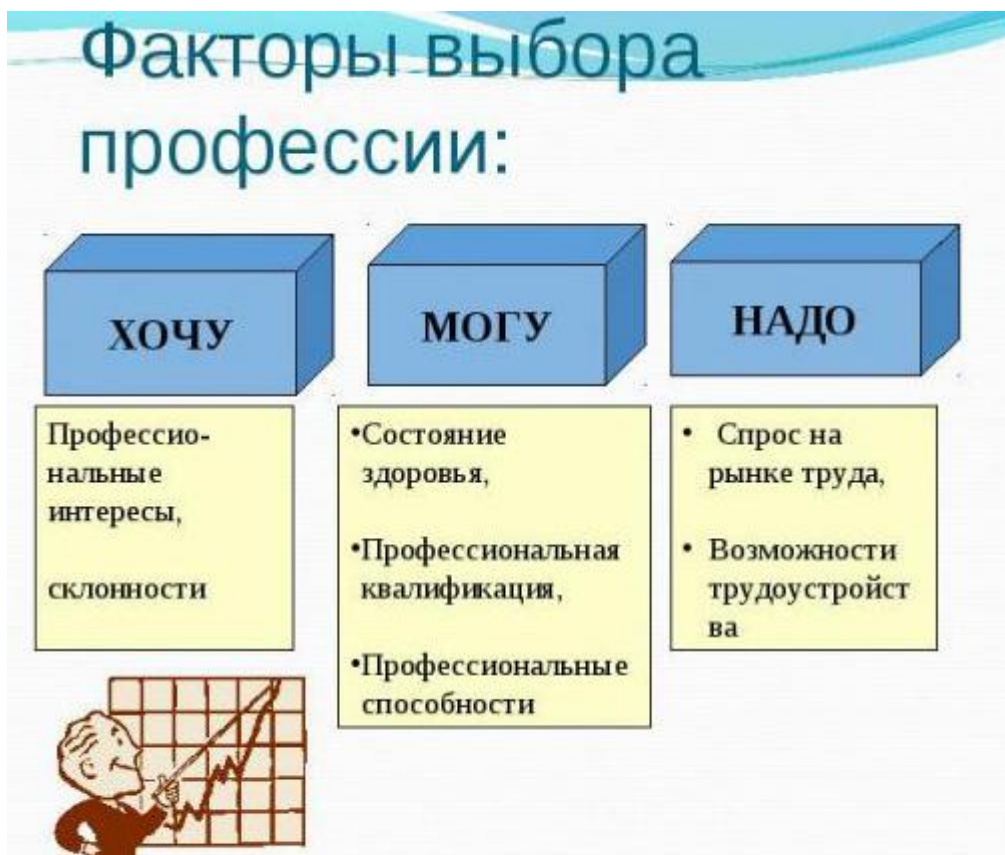 Факторы выбора
профессии:
ХОЧУ
МОГУ
НАДО
Профессио-
нальные
интересы,
склонности
•Состояние
здоровья,
•Профессиональная
квалификация,
•Профессиональные
способности
• Спрос на
рынке труда,
• Возможности
трудоустройст
ва